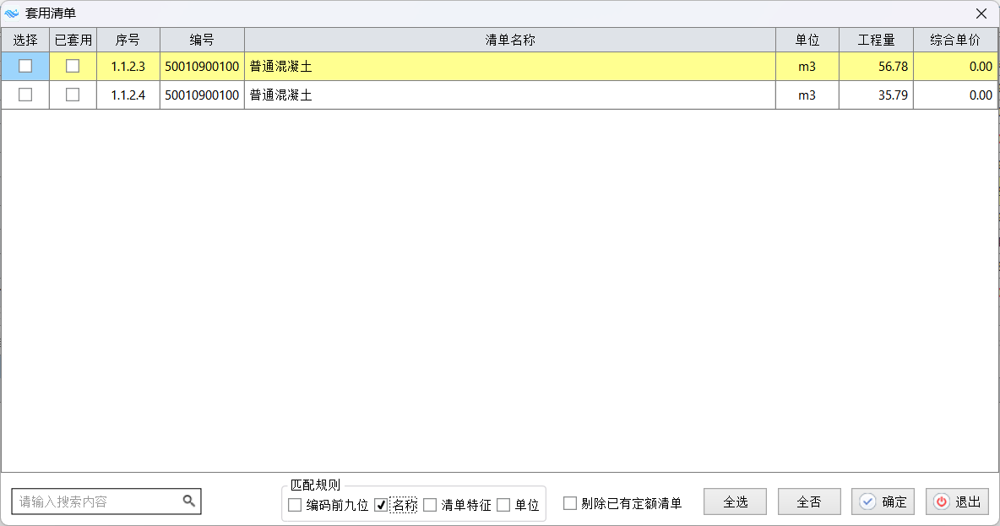 套用清单
选择 已套用 序号 编号 清单名称 单位 工程量 综合单价
1.1.2.3 50010900100 普通混凝土 m3 56.78 0.00
1.1.2.4 50010900100 普通混凝土 m3 35.79 0.00
匹配规则
请输入搜索内容 编码前九位 名称 清单特征 单位 剔除已有定额清单 全选 全否 确定 退出